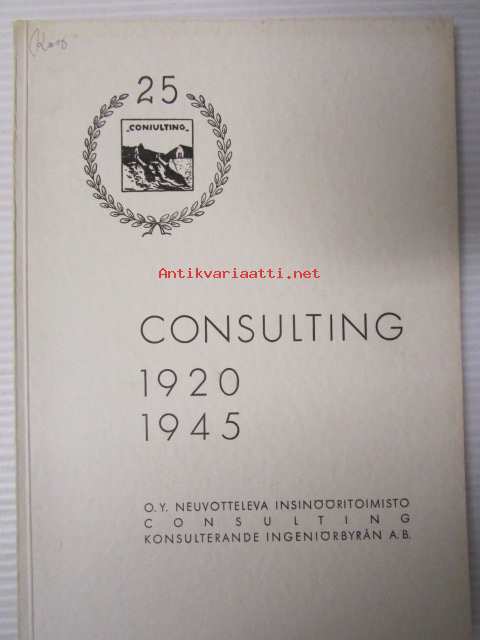 25
CONSULTING
Antikvariaatti.net
CONSULTING
1920
1945
O.Y. NEUVOTTELEVA INSINÖÖRITOIMISTO
CONSULTING
KONSULTERANDE INGENIÖRBYRÅN A.B.